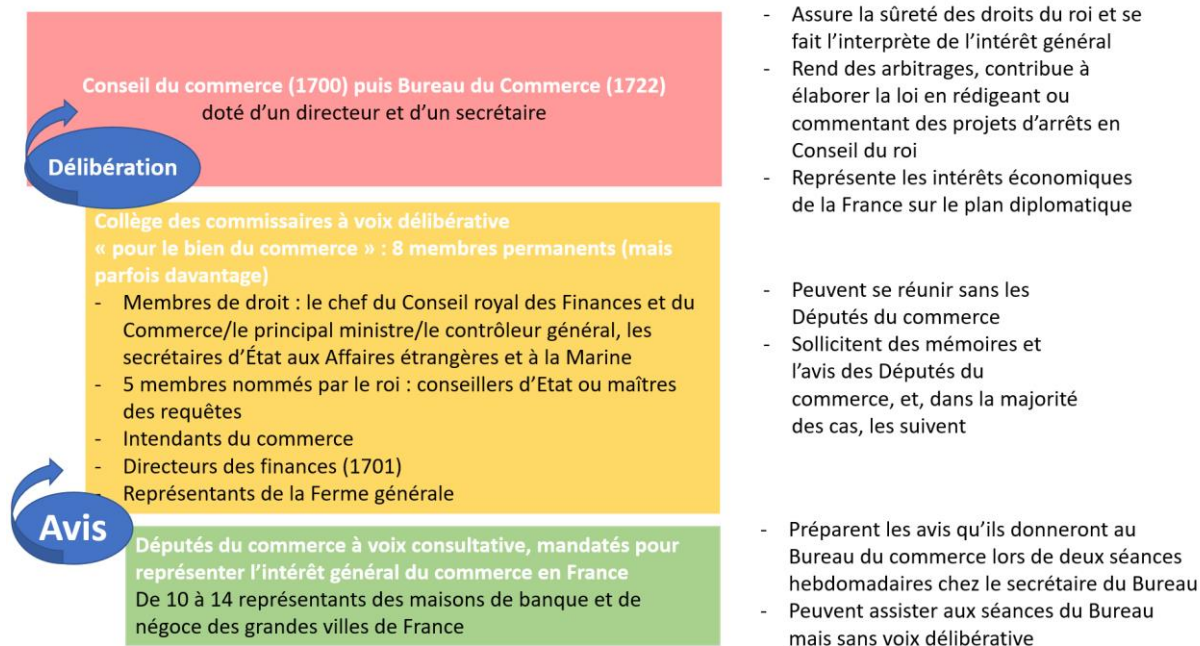 Conseil du commerce (1700) puis Bureau du Commerce (1722)
doté d’un directeur et d’un secrétaire
Délibération
- Assure la sûreté des droits du roi et se
fait l’interprète de l’intérêt général
- Rend des arbitrages, contribue à
élaborer la loi en rédigeant ou
commentant des projets d’arrêts en
Conseil du roi
- Représente les intérêts économiques
de la France sur le plan diplomatique
Collège des commissaires à voix délibérative
« pour le bien du commerce » : 8 membres permanents (mais
parfois davantage)
- Membres de droit : le chef du Conseil royal des Finances et du
Commerce/le principal ministre/le contrôleur général, les
secrétaires d’État aux Affaires étrangères et à la Marine
- 5 membres nommés par le roi : conseillers d’Etat ou maîtres
des requêtes
- Intendants du commerce
- Directeurs des finances (1701)
- Représentants de la Ferme générale
- Peuvent se réunir sans les
Députés du commerce
- Sollicitent des mémoires et
l’avis des Députés du
commerce, et, dans la majorité
des cas, les suivent
Avis
Députés du commerce à voix consultative, mandatés pour
représenter l’intérêt général du commerce en France
De 10 à 14 représentants des maisons de banque et de
négoce des grandes villes de France
- Préparent les avis qu’ils donneront au
Bureau du commerce lors de deux séances
hebdomadaires chez le secrétaire du Bureau
- Peuvent assister aux séances du Bureau
mais sans voix délibérative